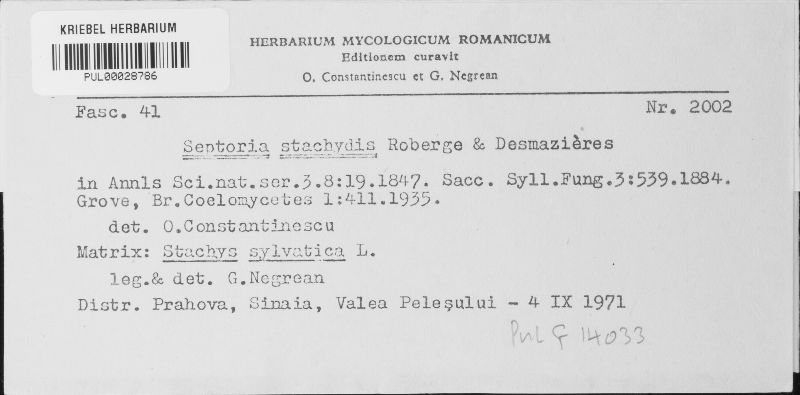 KRIEBEL HERBARIUM
PUL00028786
HERBARIUM MYCOLOGICUM ROMANICUM
Editionem curavit
O. Constantinescu et G. Negrean
Fasc. 41
Nr. 2002
Septoria stachydis Roberge & Desmazières
in Annls Sci.nat.ser.3.8:19.1847. Sacc. Syll.Fung.3:539.1884.
Grove, Br.Coelomycetes 1:411.1935.
det. O.Constantinescu
Matrix: Stachys sylvatica L.
leg.& det. G.Negrean
Distr. Prahova, Sinaia, Valea Peleşului - 4 IX 1971
PUL F 14033